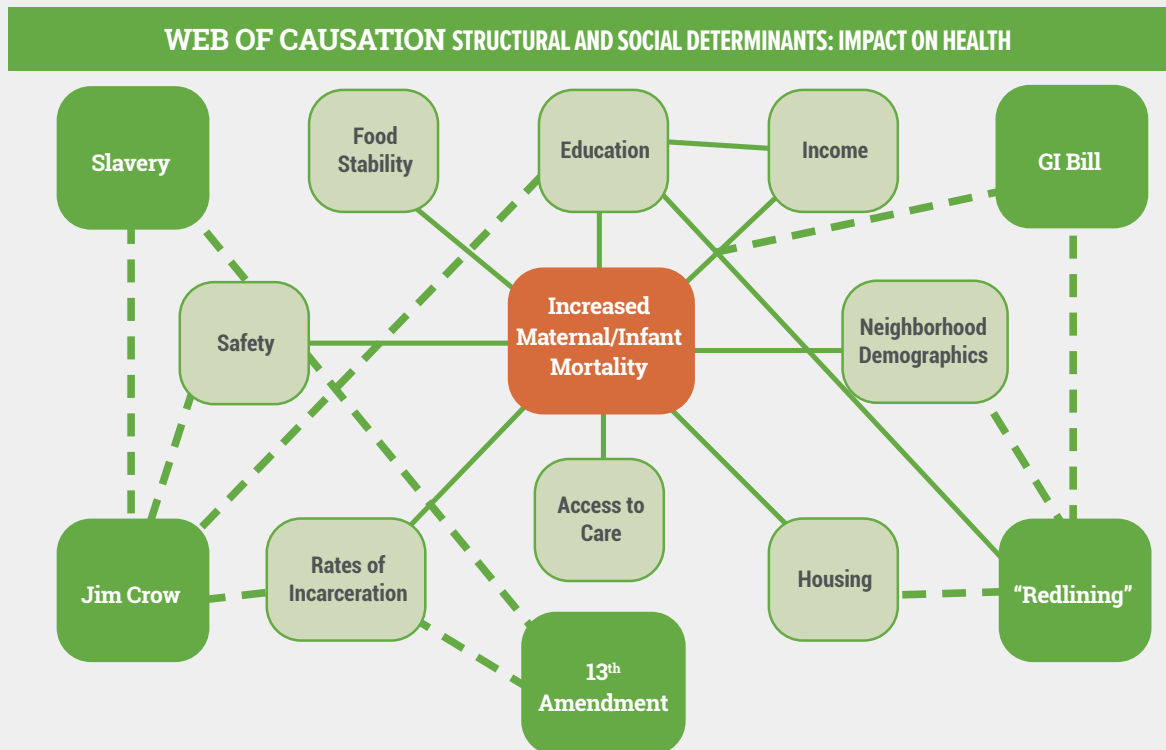 WEB OF CAUSATION STRUCTURAL AND SOCIAL DETERMINANTS: IMPACT ON HEALTH
Slavery
Food
Stability
Education
Income
GI Bill
Safety
Increased
Maternal/Infant
Mortality
Neighborhood
Demographics
Jim Crow
Rates of
Incarceration
Access to
Care
Housing
“Redlining”
13th
Amendment